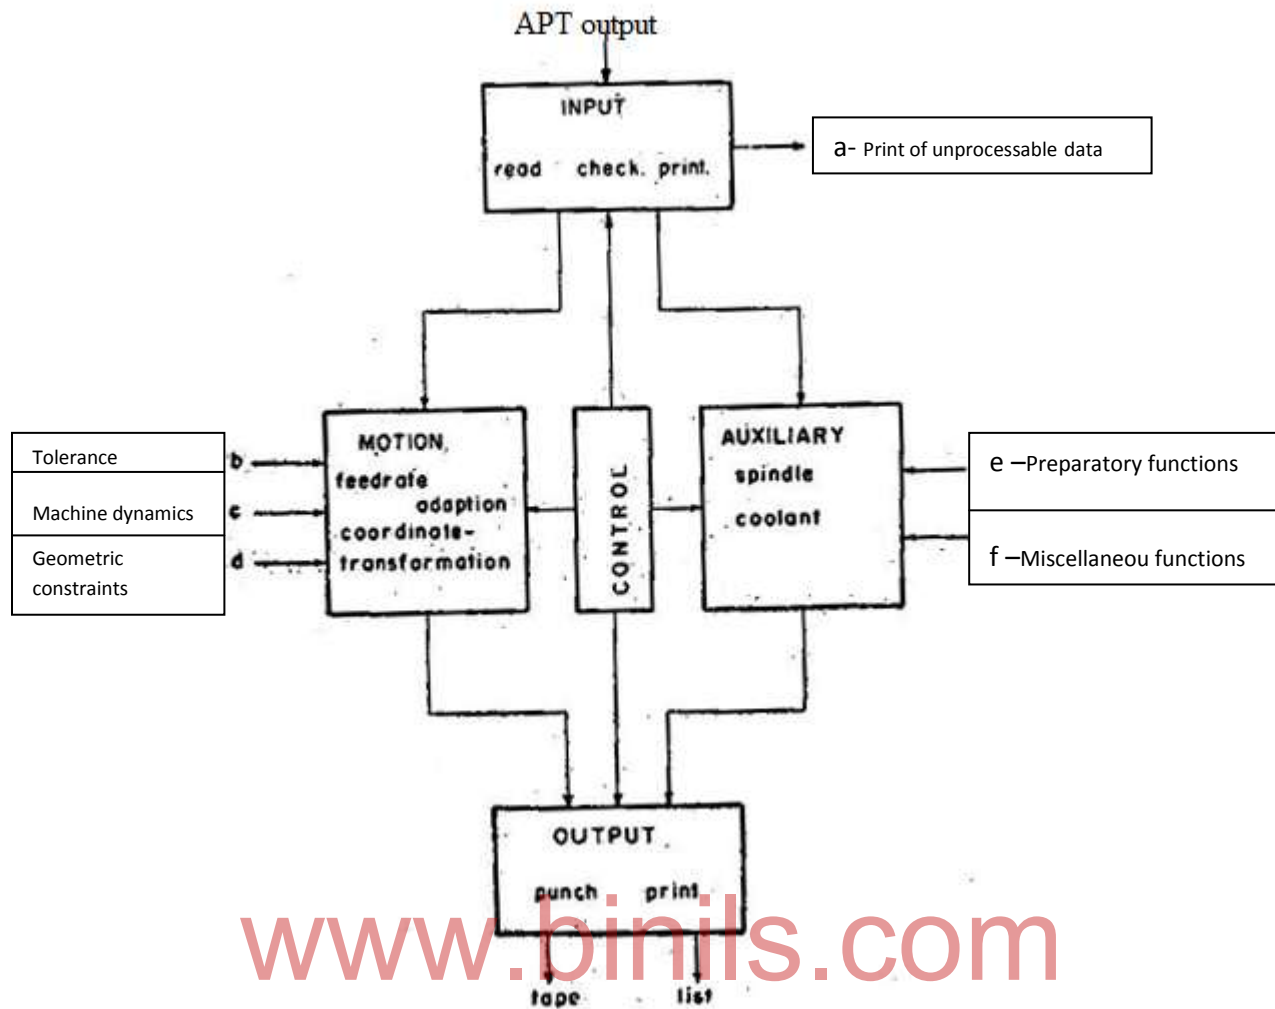 APT output
INPUT
read check. print.
a- Print of unprocessable data
MOTION
feedrate
adaption
coordinate-
transformation
Tolerance
b
Machine dynamics
c
Geometric
constraints
d
CONTROL
AUXILIARY
spindle
coolant
e –Preparatory functions
f –Miscellaneou functions
OUTPUT
punch print
www.binils.com
tape list